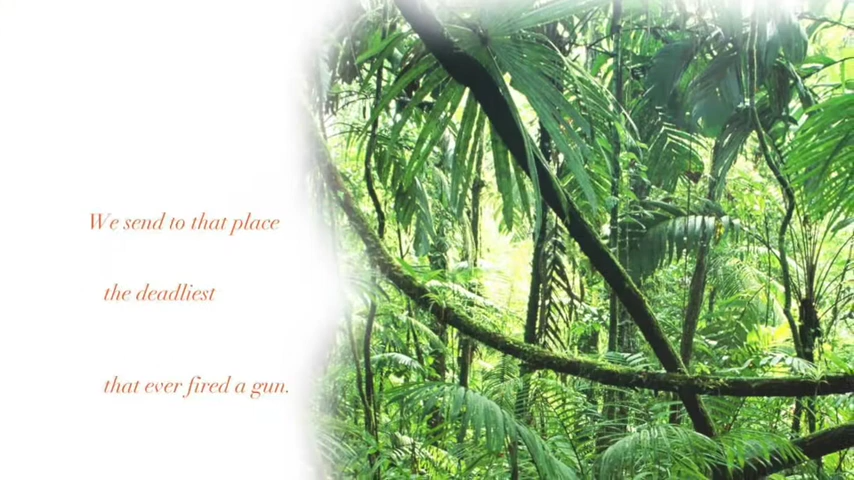 We send to that place
the deadliest
that ever fired a gun.